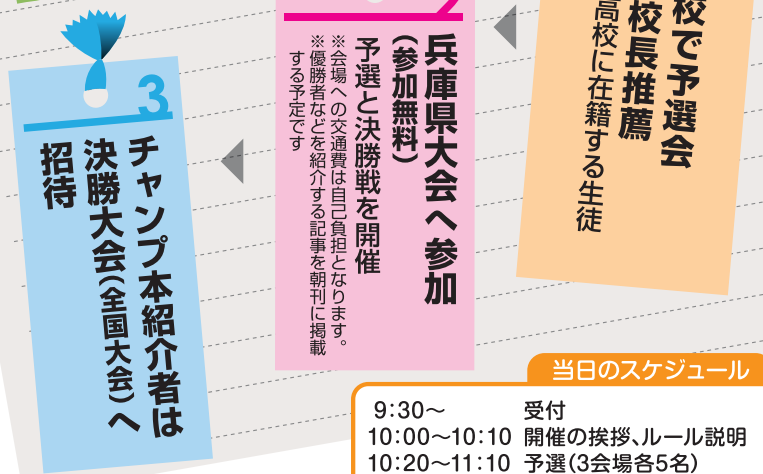 校で予選会
校長推薦
高校に在籍する生徒
兵庫県大会へ参加
（参加無料）
予選と決勝戦を開催
※会場への交通費は自己負担となります。
※優勝者などを紹介する記事を朝刊に掲載
する予定です
3
チャンプ本紹介者は
決勝大会（全国大会）へ
招待
当日のスケジュール
9：30〜 受付
10：00〜10：10 開催の挨拶、ルール説明
10：20〜11：10 予選（3会場各5名）